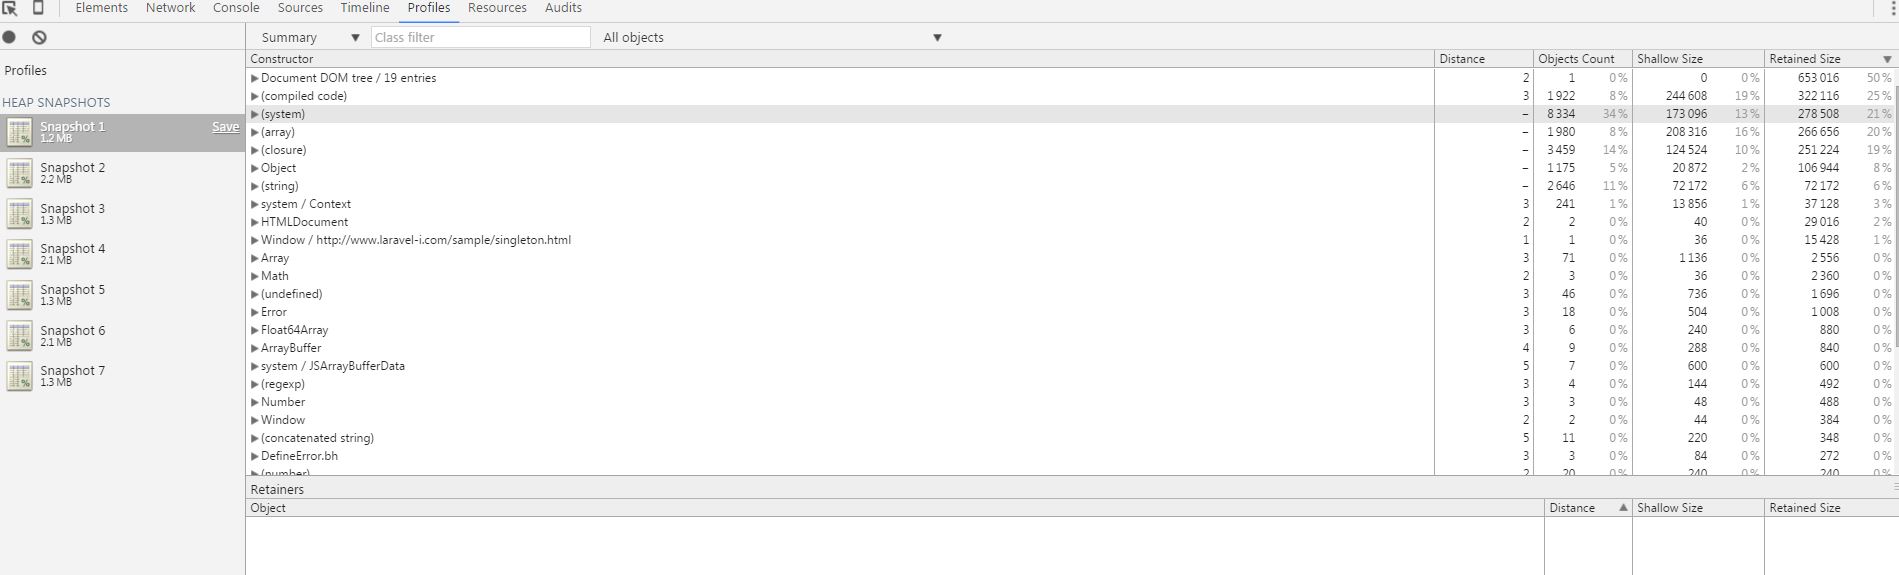 Elements Network Console Sources Timeline Profiles Resources Audits
Summary Class filter All objects
Profiles
HEAP SNAPSHOTS
Snapshot 1 Save
1.2 MB
Snapshot 2
2.2 MB
Snapshot 3
1.3 MB
Snapshot 4
2.1 MB
Snapshot 5
1.3 MB
Snapshot 6
2.1 MB
Snapshot 7
1.3 MB
Constructor Distance Objects Count Shallow Size Retained Size
Document DOM tree / 19 entries 2 1 0% 0 0% 653 016 50%
(compiled code) 3 1 922 8% 244 608 19% 322 116 25%
(system) – 8 334 34% 173 096 13% 278 508 21%
(array) – 1 980 8% 208 316 16% 266 656 20%
(closure) – 3 459 14% 124 524 10% 251 224 19%
Object – 1 175 5% 20 872 2% 106 944 8%
(string) – 2 646 11% 72 172 6% 72 172 6%
system / Context 3 241 1% 13 856 1% 37 128 3%
HTMLDocument 2 2 0% 40 0% 29 016 2%
Window / http://www.laravel-i.com/sample/singleton.html 1 1 0% 36 0% 15 428 1%
Array 3 71 0% 1 136 0% 2 556 0%
Math 2 3 0% 36 0% 2 360 0%
(undefined) 3 46 0% 736 0% 1 696 0%
Error 3 18 0% 504 0% 1 008 0%
Float64Array 3 6 0% 240 0% 880 0%
ArrayBuffer 4 9 0% 288 0% 840 0%
system / JSArrayBufferData 5 7 0% 600 0% 600 0%
(regexp) 3 4 0% 144 0% 492 0%
Number 3 3 0% 48 0% 488 0%
Window 2 2 0% 44 0% 384 0%
(concatenated string) 5 11 0% 220 0% 348 0%
DefineError.bh 3 3 0% 84 0% 272 0%
(number) 2 20 0% 240 0% 240 0%
Retainers
Object Distance Shallow Size Retained Size